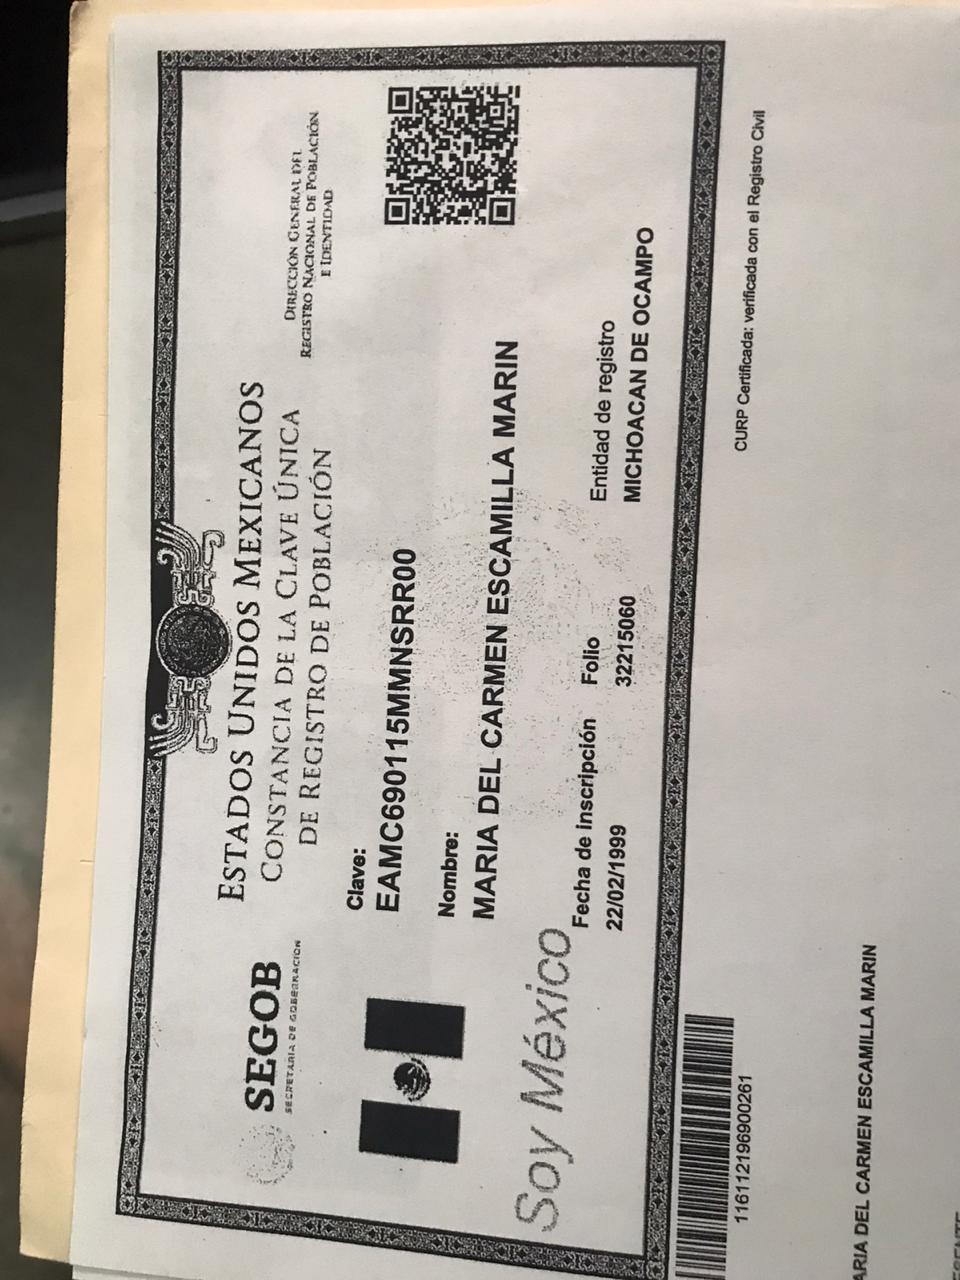 SEGOB
SECRETARÍA DE GOBERNACIÓN
ESTADOS UNIDOS MEXICANOS
CONSTANCIA DE LA CLAVE ÚNICA
DE REGISTRO DE POBLACIÓN
DIRECCIÓN GENERAL DEL
REGISTRO NACIONAL DE POBLACIÓN
E IDENTIDAD
Clave:
EAMC690115MMNSRR00
Nombre:
MARIA DEL CARMEN ESCAMILLA MARIN
Soy México
Fecha de inscripción
22/02/1999
Folio
32215060
Entidad de registro
MICHOACAN DE OCAMPO
116112196900261
CURP Certificada: verificada con el Registro Civil
ARIA DEL CARMEN ESCAMILLA MARIN